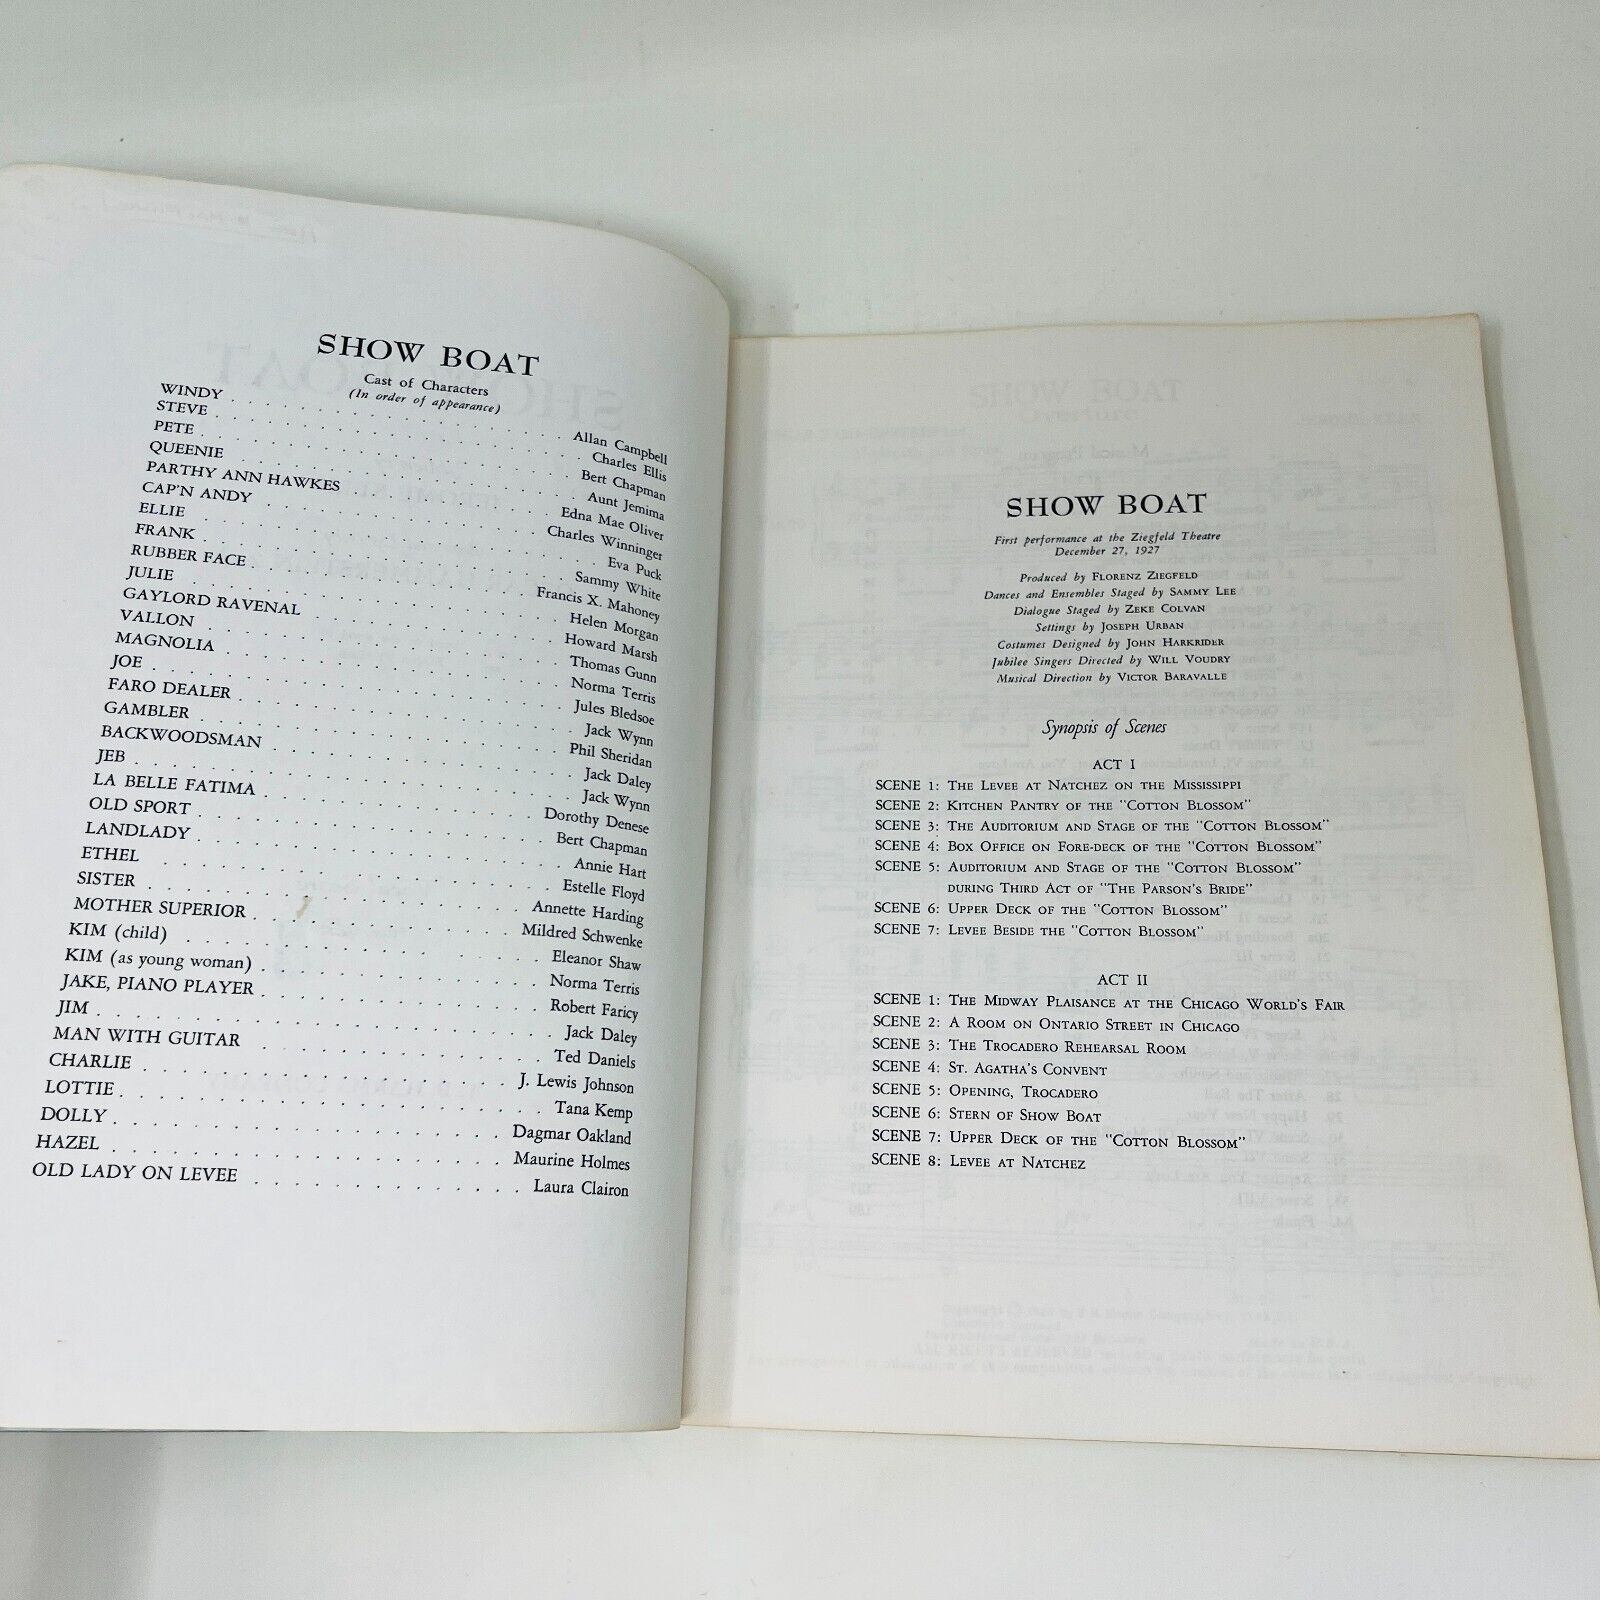 SHOW BOAT
Cast of Characters
(In order of appearance)
WINDY . . . . . . . . . . . . . . . . Allan Campbell
STEVE . . . . . . . . . . . . . . . . Charles Ellis
PETE . . . . . . . . . . . . . . . . Bert Chapman
QUEENIE . . . . . . . . . . . . . . . . Aunt Jemima
PARTHY ANN HAWKES . . . . . . . . . . Edna Mae Oliver
CAP'N ANDY . . . . . . . . . . . . . Charles Winninger
ELLIE . . . . . . . . . . . . . . . . Eva Puck
FRANK . . . . . . . . . . . . . . . . Sammy White
RUBBER FACE . . . . . . . . . . . . . Francis X. Mahoney
JULIE . . . . . . . . . . . . . . . . Helen Morgan
GAYLORD RAVENAL . . . . . . . . . . . Howard Marsh
VALLON . . . . . . . . . . . . . . . . Thomas Gunn
MAGNOLIA . . . . . . . . . . . . . . . Norma Terris
JOE . . . . . . . . . . . . . . . . Jules Bledsoe
FARO DEALER . . . . . . . . . . . . . Jack Wynn
GAMBLER . . . . . . . . . . . . . . . Phil Sheridan
BACKWOODSMAN . . . . . . . . . . . . . Jack Daley
JEB . . . . . . . . . . . . . . . . Jack Wynn
LA BELLE FATIMA . . . . . . . . . . . Dorothy Denese
OLD SPORT . . . . . . . . . . . . . . Bert Chapman
LANDLADY . . . . . . . . . . . . . . . Annie Hart
ETHEL . . . . . . . . . . . . . . . . Estelle Floyd
SISTER . . . . . . . . . . . . . . . . Annette Harding
MOTHER SUPERIOR . . . . . . . . . . . Mildred Schwenke
KIM (child) . . . . . . . . . . . . . Eleanor Shaw
KIM (as young woman) . . . . . . . . . Norma Terris
JAKE, PIANO PLAYER . . . . . . . . . . Robert Faricy
JIM . . . . . . . . . . . . . . . . Jack Daley
MAN WITH GUITAR . . . . . . . . . . . Ted Daniels
CHARLIE . . . . . . . . . . . . . . . J. Lewis Johnson
LOTTIE . . . . . . . . . . . . . . . . Tana Kemp
DOLLY . . . . . . . . . . . . . . . . Dagmar Oakland
HAZEL . . . . . . . . . . . . . . . . Maurine Holmes
OLD LADY ON LEVEE . . . . . . . . . . Laura Clairon
SHOW BOAT
First performance at the Ziegfeld Theatre
December 27, 1927
Produced by FLORENZ ZIEGFELD
Dances and Ensembles Staged by SAMMY LEE
Dialogue Staged by ZEKE COLVAN
Settings by JOSEPH URBAN
Costumes Designed by JOHN HARKRIDER
Jubilee Singers Directed by WILL VOUDRY
Musical Direction by VICTOR BARAVALLE
Synopsis of Scenes
ACT I
SCENE 1: THE LEVEE AT NATCHEZ ON THE MISSISSIPPI
SCENE 2: KITCHEN PANTRY OF THE "COTTON BLOSSOM"
SCENE 3: THE AUDITORIUM AND STAGE OF THE "COTTON BLOSSOM"
SCENE 4: BOX OFFICE ON FORE-DECK OF THE "COTTON BLOSSOM"
SCENE 5: AUDITORIUM AND STAGE OF THE "COTTON BLOSSOM"
DURING THIRD ACT OF "THE PARSON'S BRIDE"
SCENE 6: UPPER DECK OF THE "COTTON BLOSSOM"
SCENE 7: LEVEE BESIDE THE "COTTON BLOSSOM"
ACT II
SCENE 1: THE MIDWAY PLAISANCE AT THE CHICAGO WORLD'S FAIR
SCENE 2: A ROOM ON ONTARIO STREET IN CHICAGO
SCENE 3: THE TROCADERO REHEARSAL ROOM
SCENE 4: ST. AGATHA'S CONVENT
SCENE 5: OPENING, TROCADERO
SCENE 6: STERN OF SHOW BOAT
SCENE 7: UPPER DECK OF THE "COTTON BLOSSOM"
SCENE 8: LEVEE AT NATCHEZ